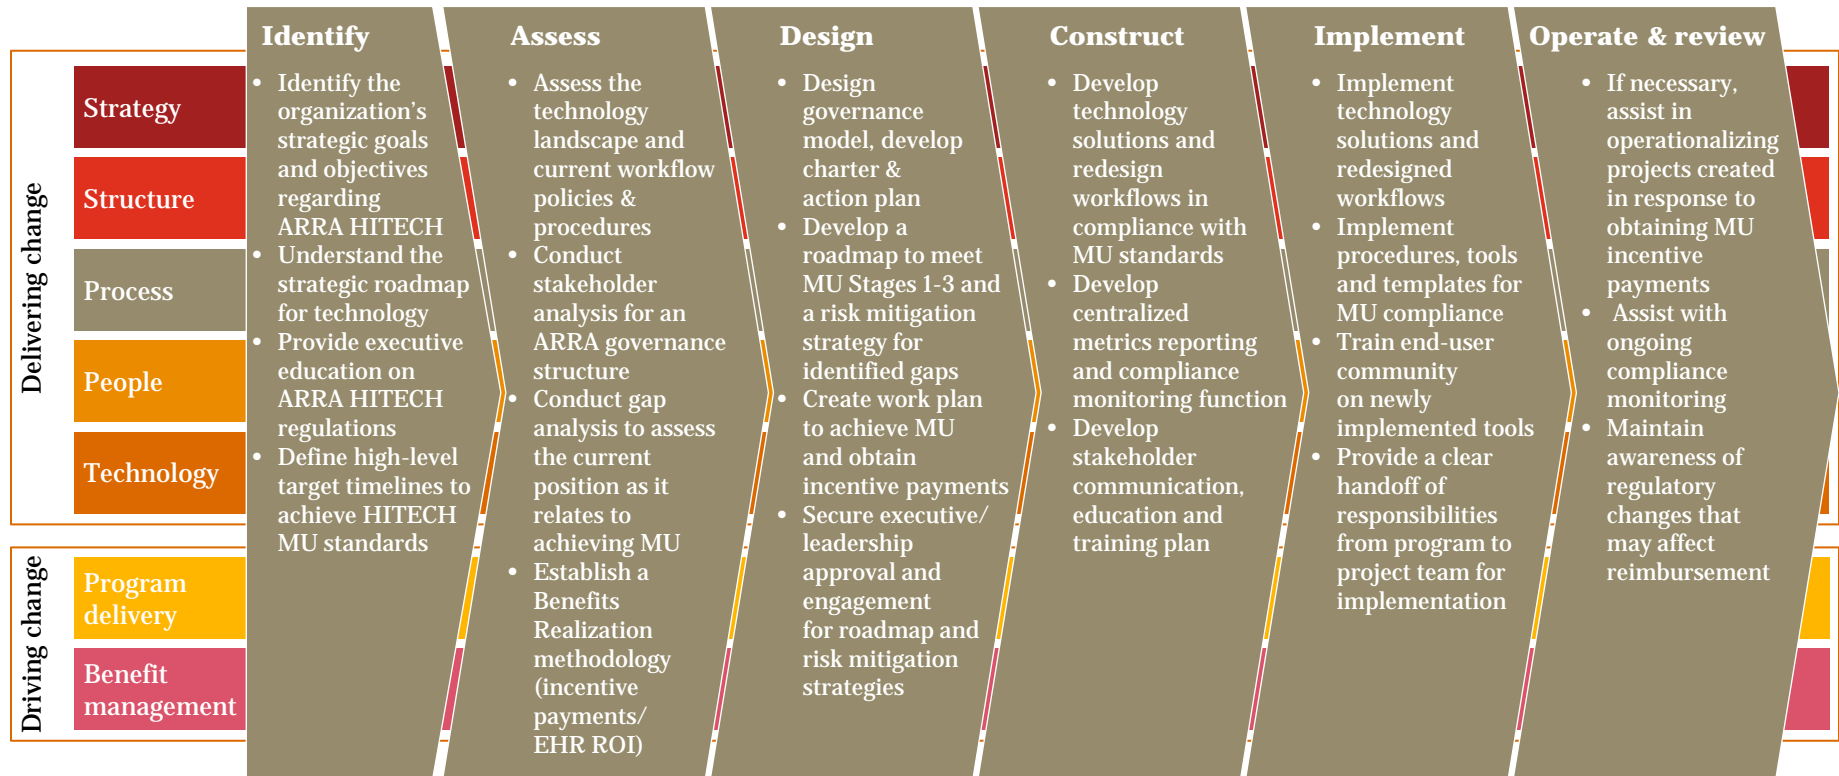 Delivering change
Strategy
Structure
Process
People
Technology
Driving change
Program
delivery
Benefit
management
Identify
• Identify the
organization’s
strategic goals
and objectives
regarding
ARRA HITECH
• Understand the
strategic roadmap
for technology
• Provide executive
education on
ARRA HITECH
regulations
• Define high-level
target timelines to
achieve HITECH
MU standards
Assess
• Assess the
technology
landscape and
current workflow
policies &
procedures
• Conduct
stakeholder
analysis for an
ARRA governance
structure
• Conduct gap
analysis to assess
the current
position as it
relates to
achieving MU
• Establish a
Benefits
Realization
methodology
(incentive
payments/
EHR ROI)
Design
• Design
governance
model, develop
charter &
action plan
• Develop a
roadmap to meet
MU Stages 1-3 and
a risk mitigation
strategy for
identified gaps
• Create work plan
to achieve MU
and obtain
incentive payments
• Secure executive/
leadership
approval and
engagement
for roadmap and
risk mitigation
strategies
Construct
• Develop
technology
solutions and
redesign
workflows in
compliance with
MU standards
• Develop
centralized
metrics reporting
and compliance
monitoring function
• Develop
stakeholder
communication,
education and
training plan
Implement
• Implement
technology
solutions and
redesigned
workflows
• Implement
procedures, tools
and templates for
MU compliance
• Train end-user
community
on newly
implemented tools
• Provide a clear
handoff of
responsibilities
from program to
project team for
implementation
Operate & review
• If necessary,
assist in
operationalizing
projects created
in response to
obtaining MU
incentive
payments
• Assist with
ongoing
compliance
monitoring
• Maintain
awareness of
regulatory
changes that
may affect
reimbursement